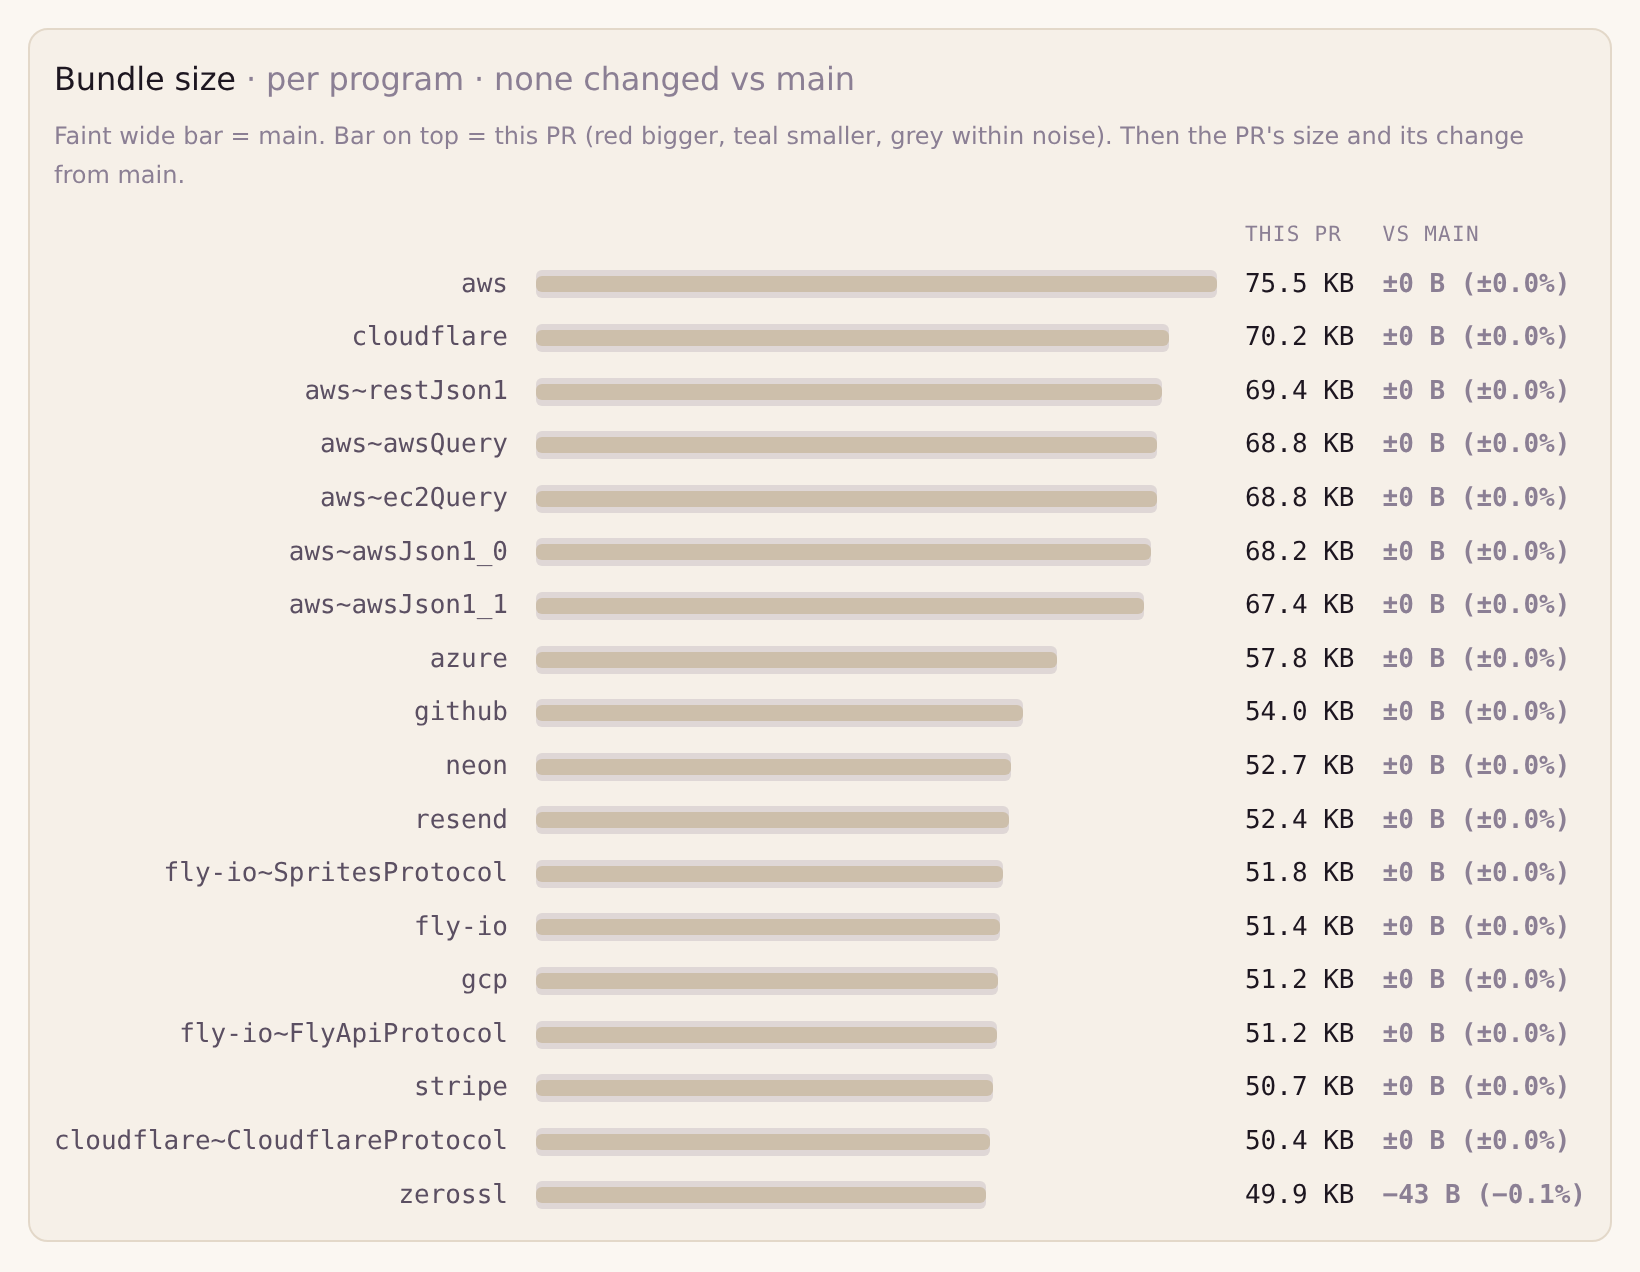 Bundle size · per program · none changed vs main
Faint wide bar = main. Bar on top = this PR (red bigger, teal smaller, grey within noise). Then the PR's size and its change
from main.
THIS PR VS MAIN
aws 75.5 KB ±0 B (±0.0%)
cloudflare 70.2 KB ±0 B (±0.0%)
aws~restJson1 69.4 KB ±0 B (±0.0%)
aws~awsQuery 68.8 KB ±0 B (±0.0%)
aws~ec2Query 68.8 KB ±0 B (±0.0%)
aws~awsJson1_0 68.2 KB ±0 B (±0.0%)
aws~awsJson1_1 67.4 KB ±0 B (±0.0%)
azure 57.8 KB ±0 B (±0.0%)
github 54.0 KB ±0 B (±0.0%)
neon 52.7 KB ±0 B (±0.0%)
resend 52.4 KB ±0 B (±0.0%)
fly-io~SpritesProtocol 51.8 KB ±0 B (±0.0%)
fly-io 51.4 KB ±0 B (±0.0%)
gcp 51.2 KB ±0 B (±0.0%)
fly-io~FlyApiProtocol 51.2 KB ±0 B (±0.0%)
stripe 50.7 KB ±0 B (±0.0%)
cloudflare~CloudflareProtocol 50.4 KB ±0 B (±0.0%)
zerossl 49.9 KB −43 B (−0.1%)